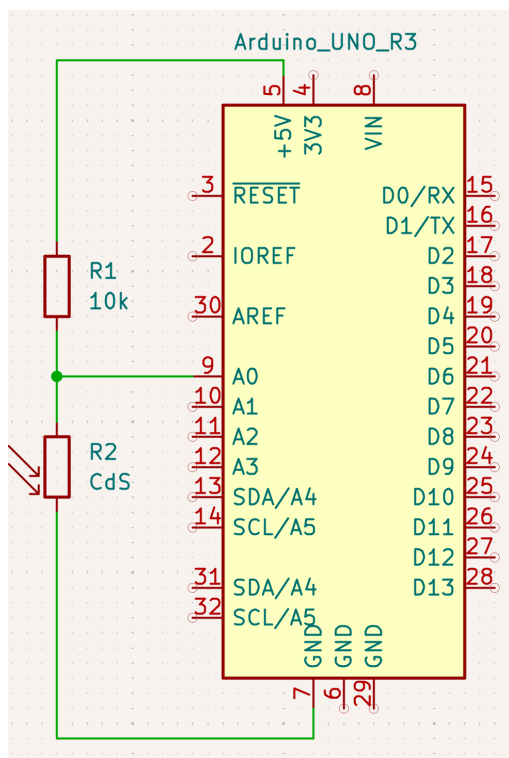 Arduino_UNO_R3
5 4 8
+5V 3V3 VIN
3 RESET D0/RX 15
D1/TX 16
2 IOREF D2 17
D3 18
R1
10k
30 AREF D4 19
D5 20
9 A0 D6 21
10 A1 D7 22
11 A2 D8 23
R2
CdS
12 A3 D9 24
13 SDA/A4 D10 25
14 SCL/A5 D11 26
D12 27
31 SDA/A4 D13 28
32 SCL/A5
GND GND GND
7 6 29